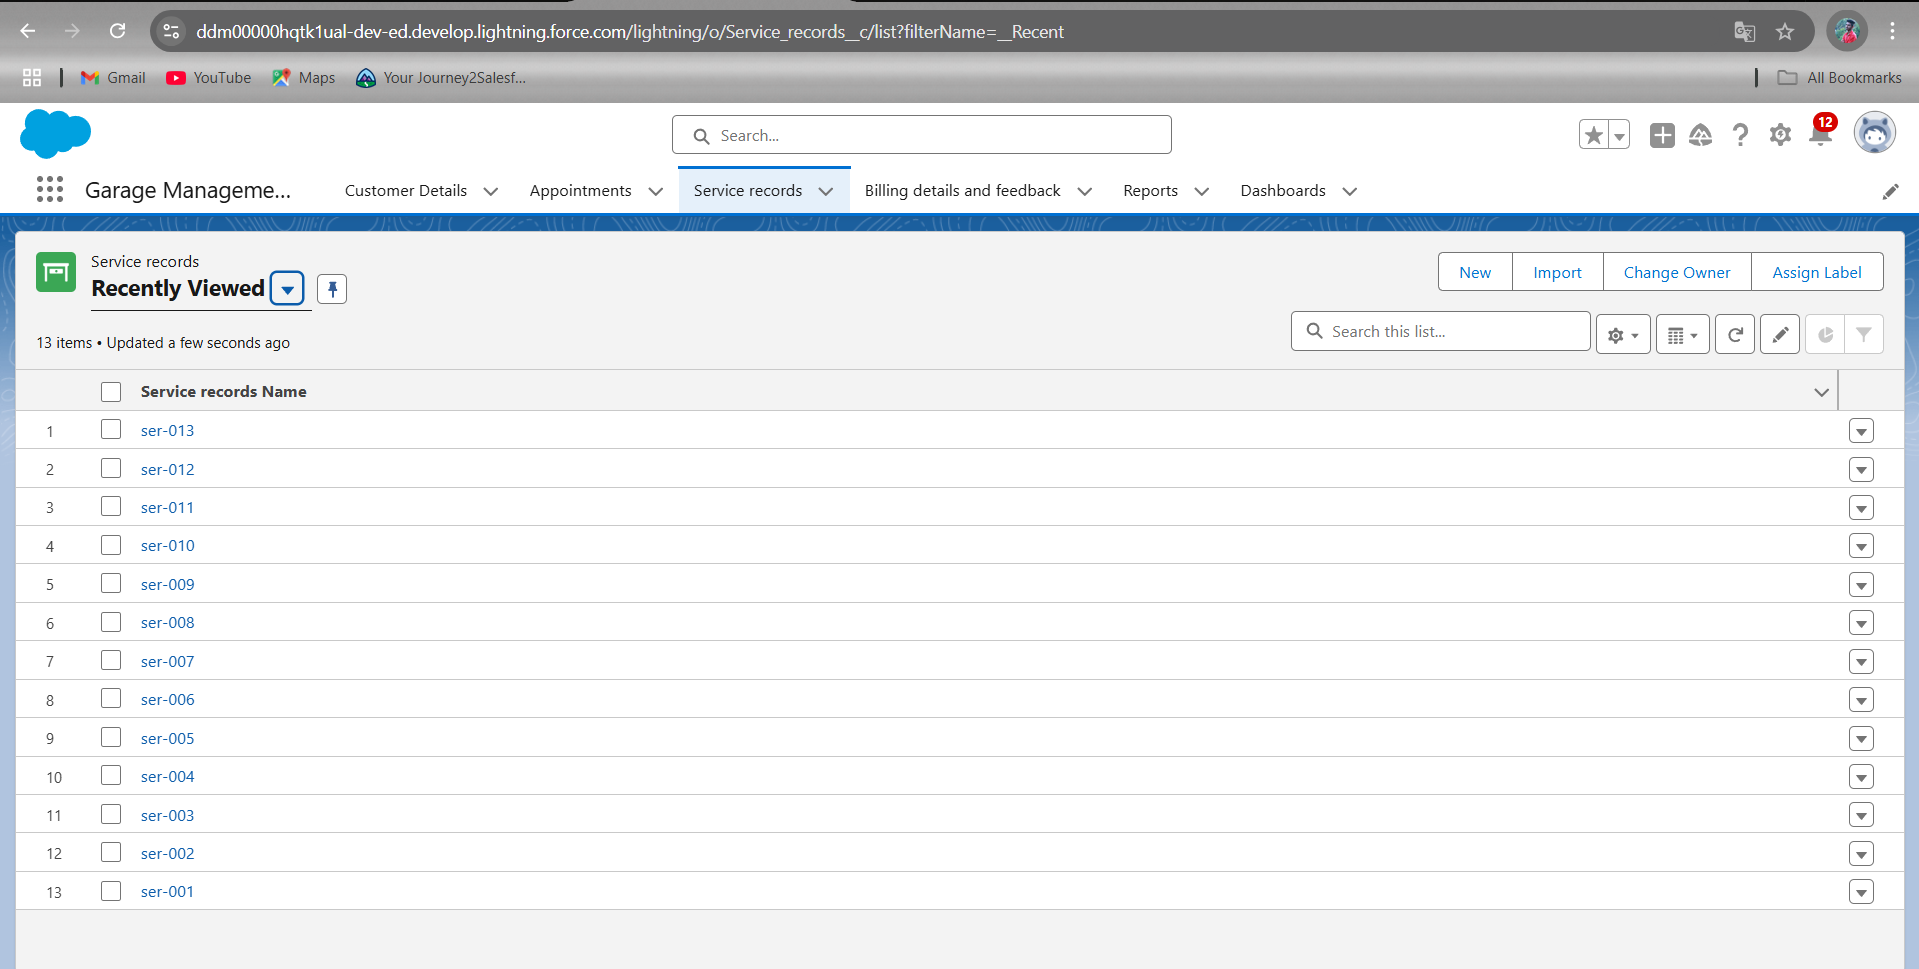 ddm00000hqtk1ual-dev-ed.develop.lightning.force.com/lightning/o/Service_records__c/list?filterName=__Recent
Gmail YouTube Maps Your Journey2Salesf... All Bookmarks
Search...
12
Garage Manageme... Customer Details Appointments Service records Billing details and feedback Reports Dashboards
Service records
Recently Viewed
New Import Change Owner Assign Label
13 items • Updated a few seconds ago
Search this list...
Service records Name
1 ser-013
2 ser-012
3 ser-011
4 ser-010
5 ser-009
6 ser-008
7 ser-007
8 ser-006
9 ser-005
10 ser-004
11 ser-003
12 ser-002
13 ser-001